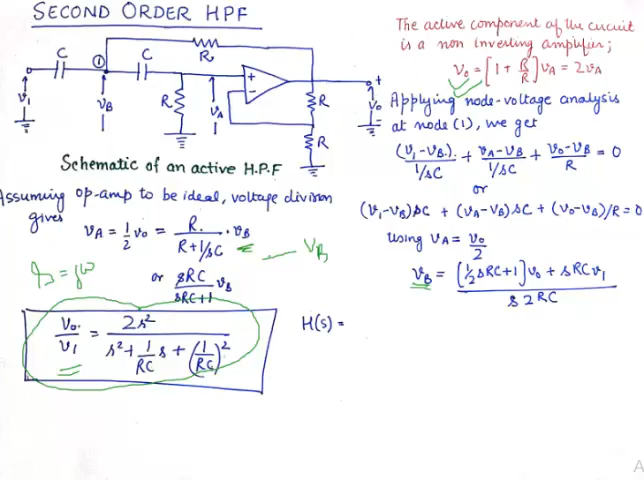 SECOND ORDER HPF
C
①
C
R
+
-
R
R
R
v₁
v_B
v_A
+
v₀
-
Schematic of an active H.P.F
Assuming op-amp to be ideal, voltage division
gives
v_A = 1/2 v₀ = R/(R+1/sC) · v_B
V_B
s = jω
or sRC/(sRC+1) v_B
v₀/v₁ = 2s²/(s² + (1/RC)s + (1/RC)²)
H(s) =
The active component of the circuit
is a non inverting amplifier;
v₀ = [1 + R/R] v_A = 2v_A
Applying node-voltage analysis
at node (1), we get
(v₁-v_B)/(1/sC) + (v_A-v_B)/(1/sC) + (v₀-v_B)/R = 0
or
(v₁-v_B)sC + (v_A-v_B)sC + (v₀-v_B)/R = 0
using v_A = v₀/2
v_B = ([1/2 sRC+1]v₀ + sRCv₁)/(s2RC)
A